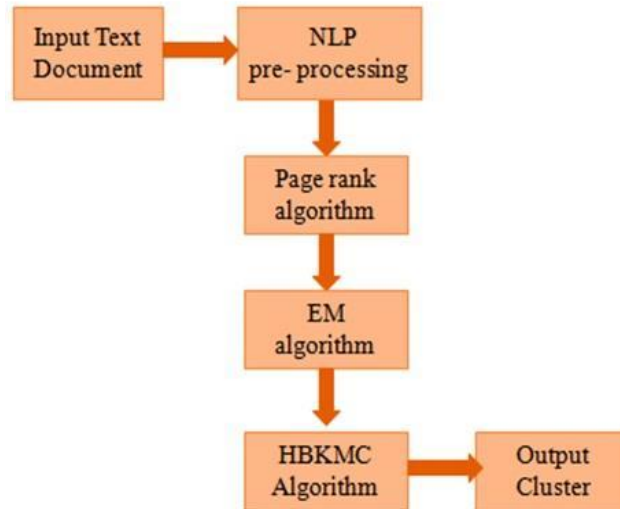 Input Text
Document
NLP
pre- processing
Page rank
algorithm
EM
algorithm
HBKMC
Algorithm
Output
Cluster